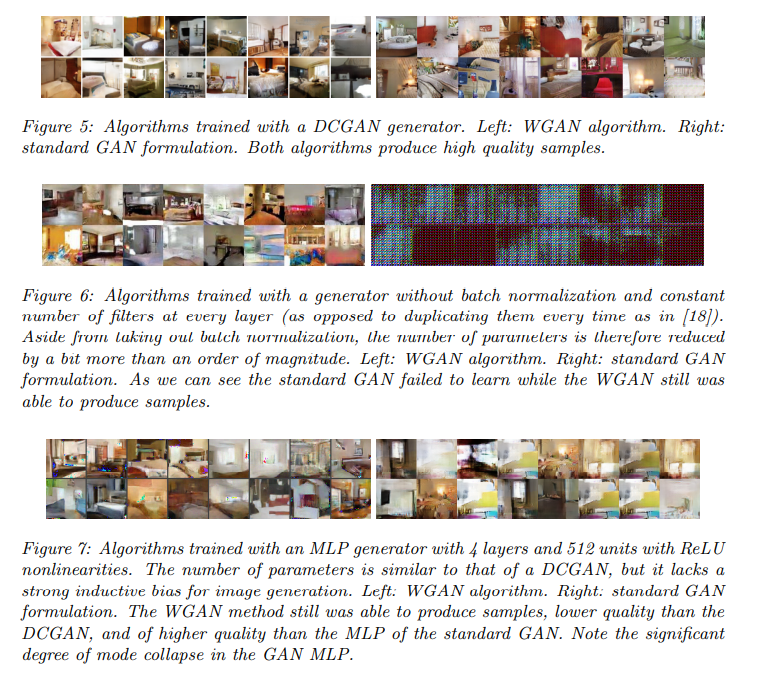 Figure 5: Algorithms trained with a DCGAN generator. Left: WGAN algorithm. Right:
standard GAN formulation. Both algorithms produce high quality samples.
Figure 6: Algorithms trained with a generator without batch normalization and constant
number of filters at every layer (as opposed to duplicating them every time as in [18]).
Aside from taking out batch normalization, the number of parameters is therefore reduced
by a bit more than an order of magnitude. Left: WGAN algorithm. Right: standard GAN
formulation. As we can see the standard GAN failed to learn while the WGAN still was
able to produce samples.
Figure 7: Algorithms trained with an MLP generator with 4 layers and 512 units with ReLU
nonlinearities. The number of parameters is similar to that of a DCGAN, but it lacks a
strong inductive bias for image generation. Left: WGAN algorithm. Right: standard GAN
formulation. The WGAN method still was able to produce samples, lower quality than the
DCGAN, and of higher quality than the MLP of the standard GAN. Note the significant
degree of mode collapse in the GAN MLP.